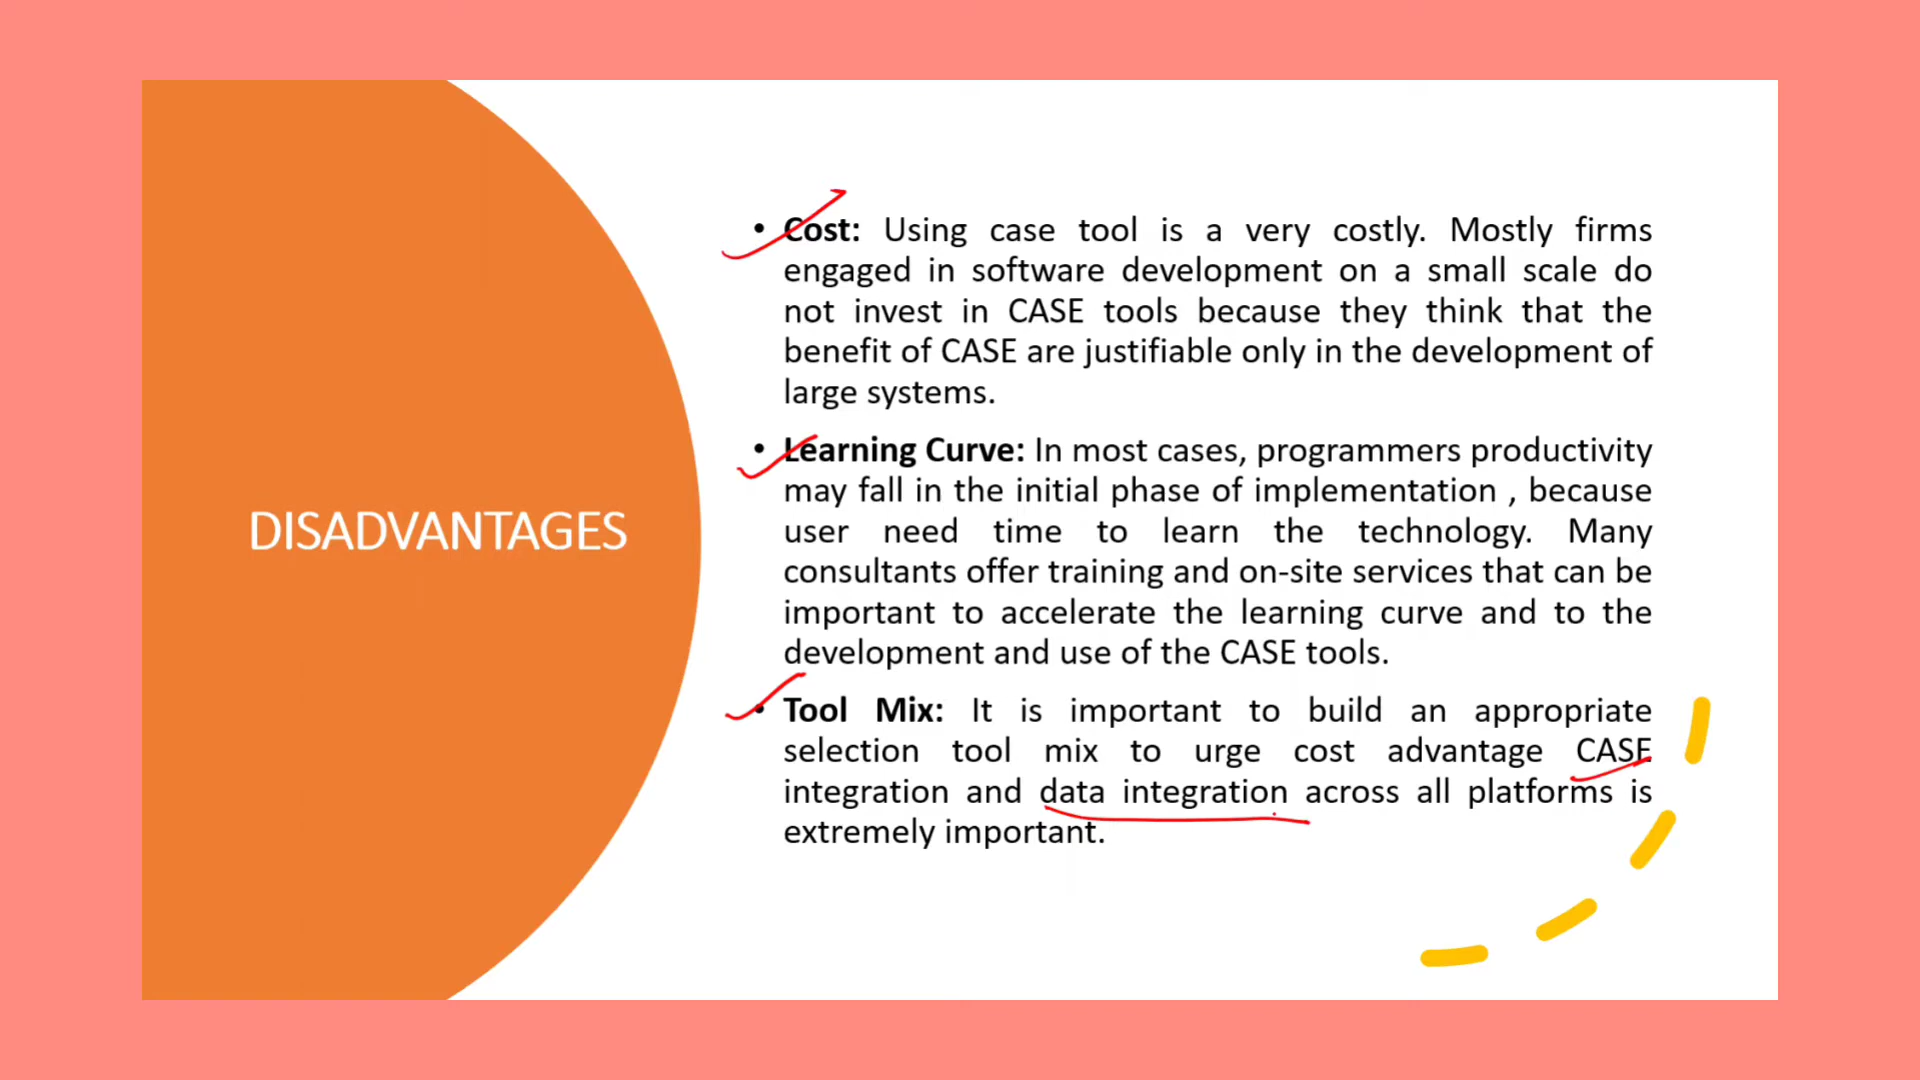 DISADVANTAGES
• Cost: Using case tool is a very costly. Mostly firms
engaged in software development on a small scale do
not invest in CASE tools because they think that the
benefit of CASE are justifiable only in the development of
large systems.
• Learning Curve: In most cases, programmers productivity
may fall in the initial phase of implementation , because
user need time to learn the technology. Many
consultants offer training and on-site services that can be
important to accelerate the learning curve and to the
development and use of the CASE tools.
• Tool Mix: It is important to build an appropriate
selection tool mix to urge cost advantage CASE
integration and data integration across all platforms is
extremely important.